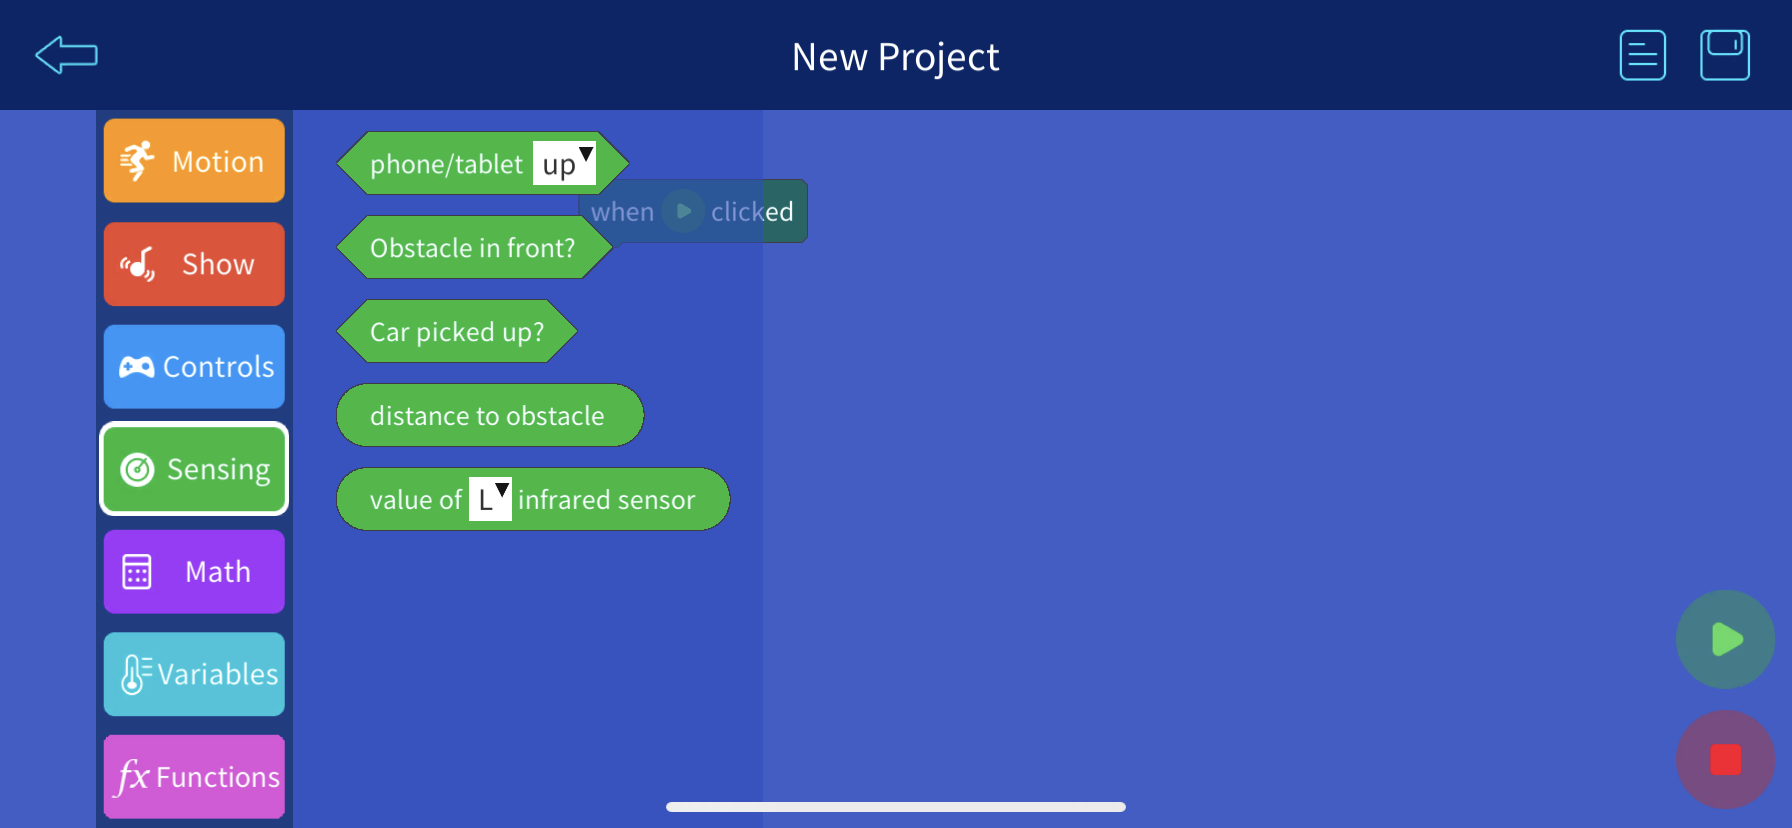 New Project
Motion
Show
Controls
Sensing
Math
Variables
fx Functions
phone/tablet up
when clicked
Obstacle in front?
Car picked up?
distance to obstacle
value of L infrared sensor